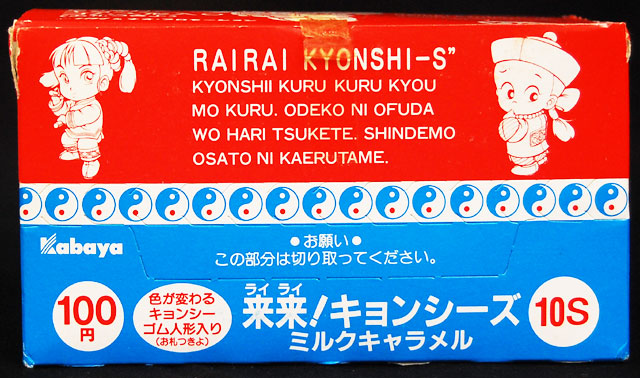 RAIRAI KYONSHI-S"
KYONSHII KURU KURU KYOU
MO KURU. ODEKO NI OFUDA
WO HARI TSUKETE. SHINDEMO
OSATO NI KAERUTAME.
Kabaya
●お願い●
この部分は切り取ってください。
100
円
色が変わる
キョンシー
ゴム人形入り
(お札つきよ)
ライ ライ
来来!キョンシーズ
ミルクキャラメル
10S